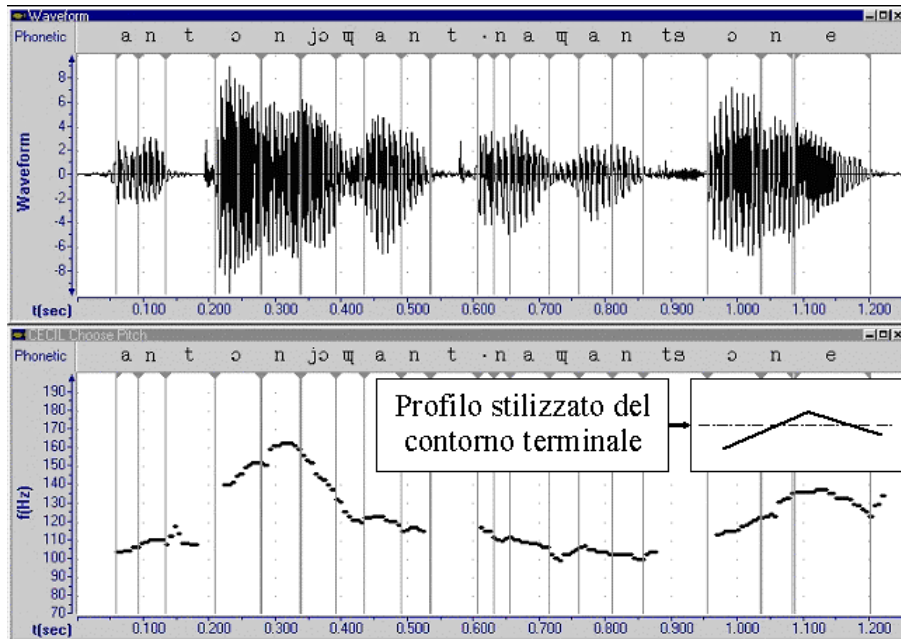 Waveform
Phonetic a n t ɔ n jɔɰ a n t · n a ɰ a n ts ɔ n e
Waveform
8
6
4
2
0
-2
-4
-6
-8
t(sec) 0.100 0.200 0.300 0.400 0.500 0.600 0.700 0.800 0.900 1.000 1.100 1.200
CECIL Choose Pitch
Phonetic a n t ɔ n jɔɰ a n t · n a ɰ a n ts ɔ n e
f(Hz)
190
180
170
160
150
140
130
120
110
100
90
80
70
Profilo stilizzato del
contorno terminale
t(sec) 0.100 0.200 0.300 0.400 0.500 0.600 0.700 0.800 0.900 1.000 1.100 1.200